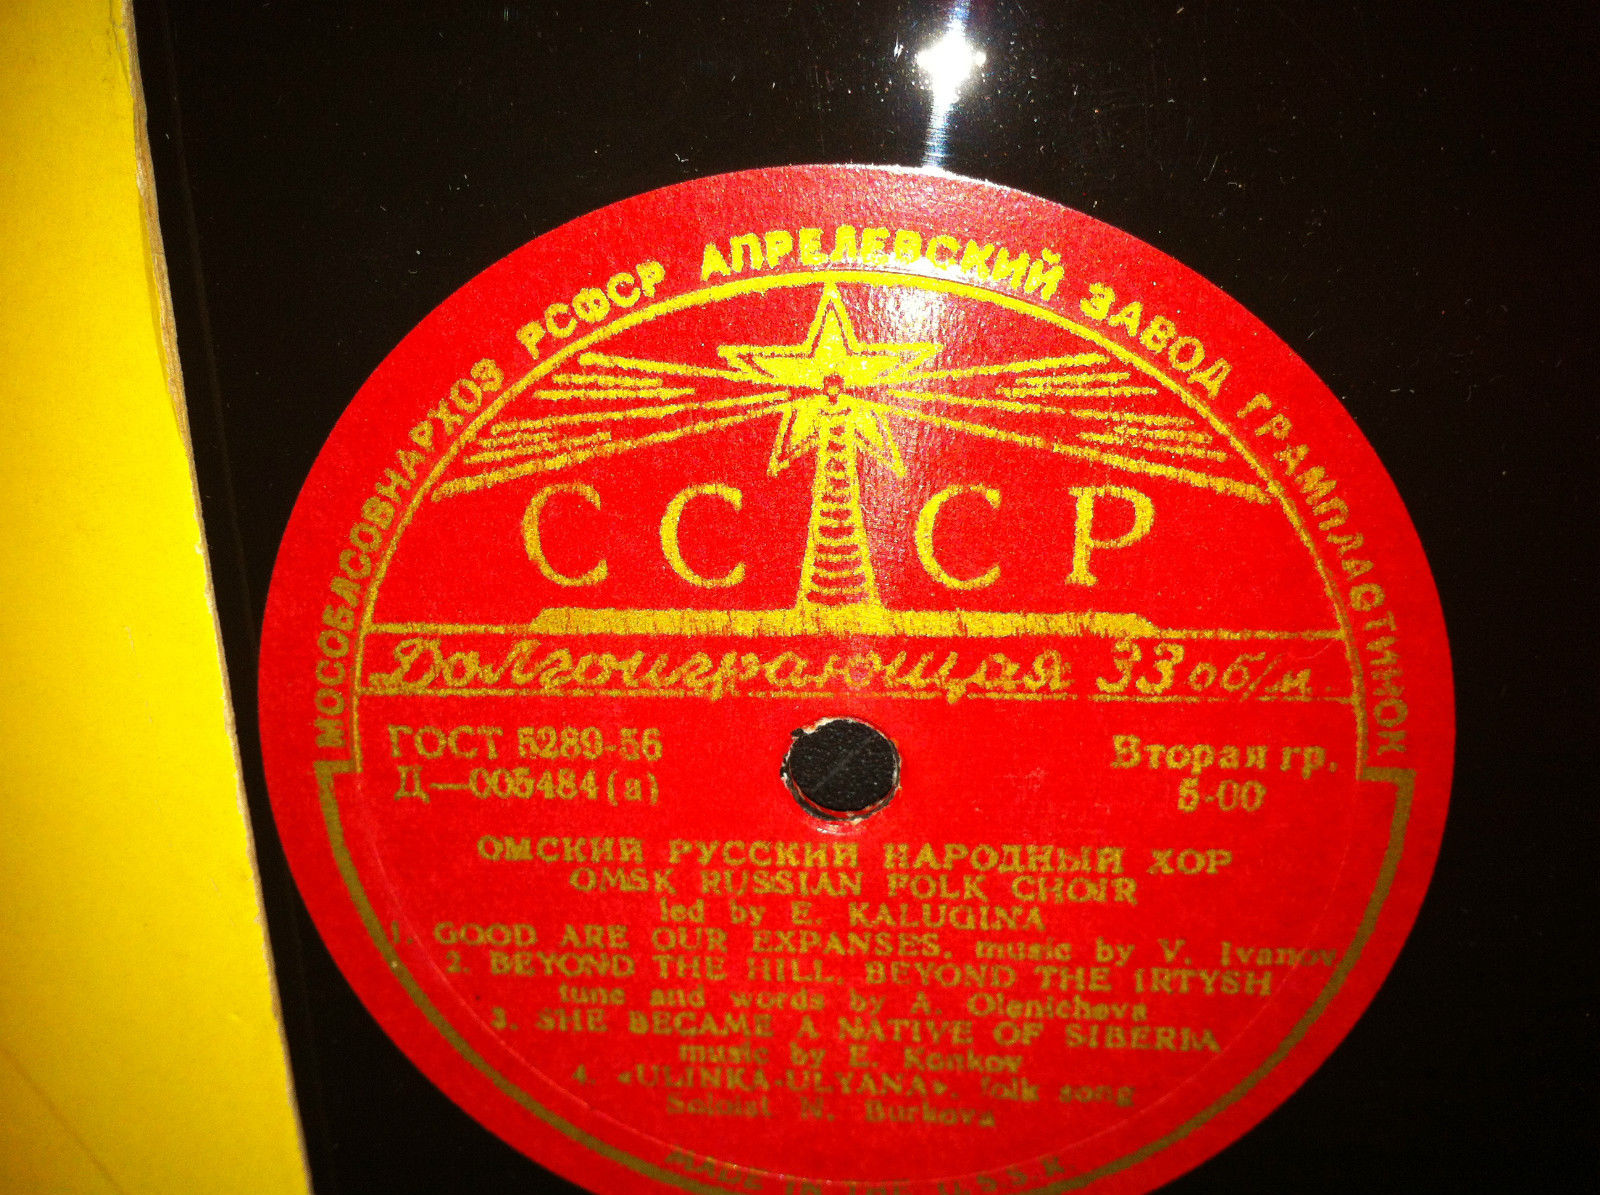 МОСОБЛСОВНАРХОЗ РСФСР АПРЕЛЕВСКИЙ ЗАВОД ГРАМПЛАСТИНОК
СССР
Долгоиграющая 33 об/м.
ГОСТ 5289-56
Вторая гр.
Д—005484(а)
5-00
ОМСКИЙ РУССКИЙ НАРОДНЫЙ ХОР
OMSK RUSSIAN FOLK CHOIR
led by E. KALUGINA
1. GOOD ARE OUR EXPANSES, music by V. Ivanov
2. BEYOND THE HILL, BEYOND THE IRTYSH
tune and words by A. Olenicheva
3. SHE BECAME A NATIVE OF SIBERIA
music by E. Konkov
4. «ULINKA-ULYANA», folk song
Soloist N. Burkova
MADE IN THE U.S.S.R.